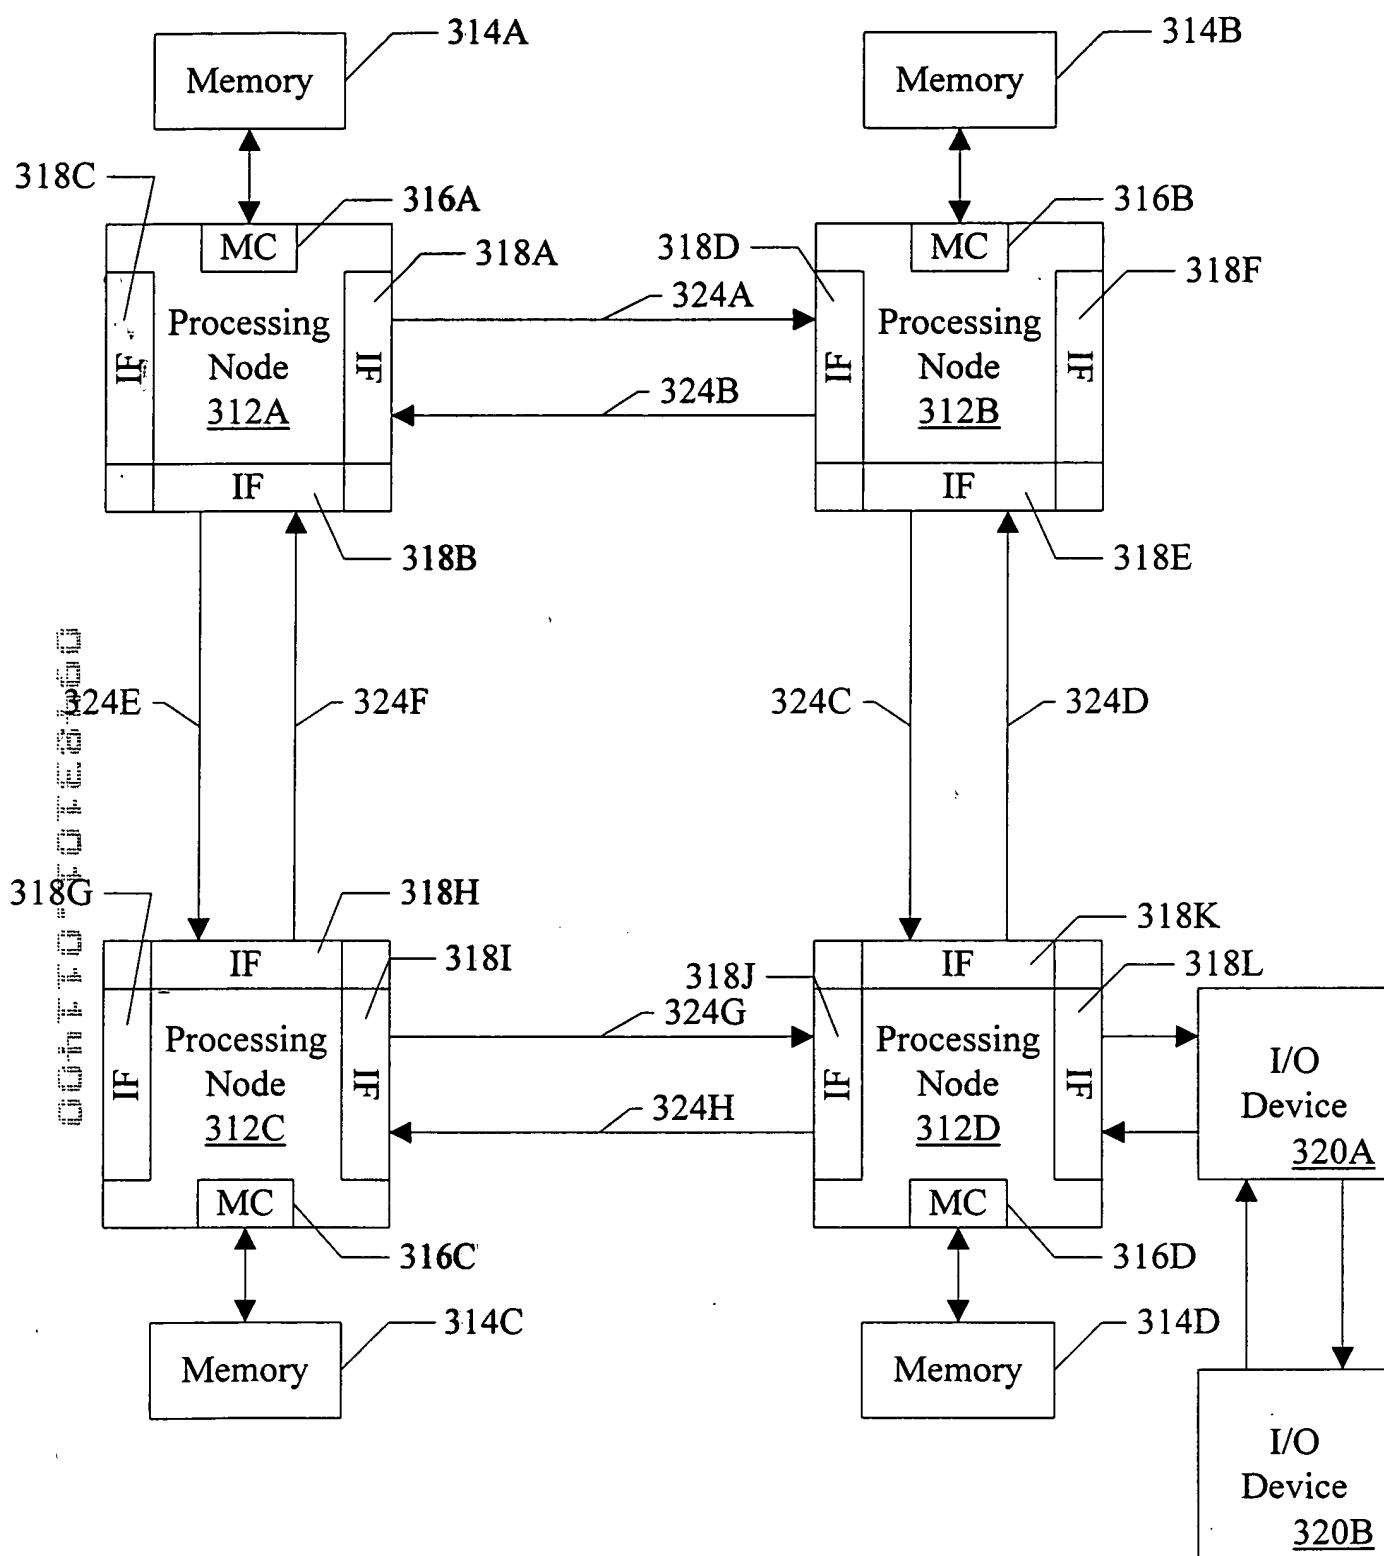 314A
314B
Memory
Memory
318C
316A
316B
MC
MC
318A
318D
318F
324A
Processing
Node
312A
Processing
Node
312B
IF
IF
IF
IF
324B
IF
IF
318B
318E
324E
324F
324C
324D
318G
318H
318K
IF
318I
318J
IF
318L
324G
Processing
Node
312C
Processing
Node
312D
IF
IF
IF
IF
I/O
Device
320A
324H
MC
MC
316C
316D
314C
314D
Memory
Memory
I/O
Device
320B